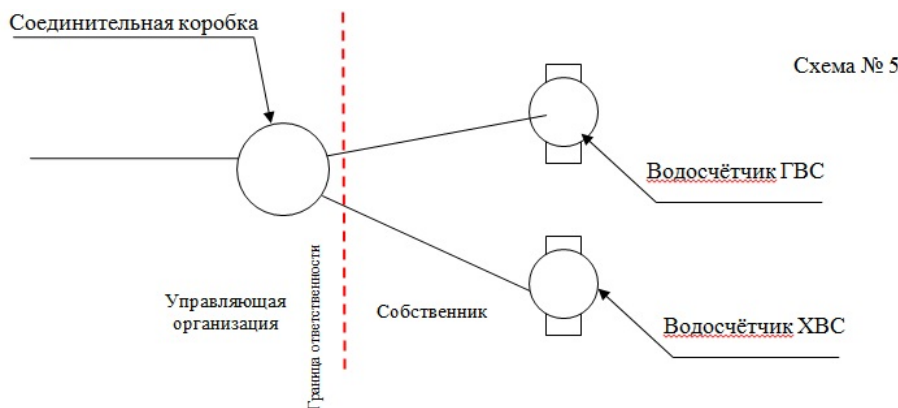 Соединительная коробка
Схема № 5
Водосчётчик ГВС
Управляющая
организация
Граница ответственности
Собственник
Водосчётчик ХВС